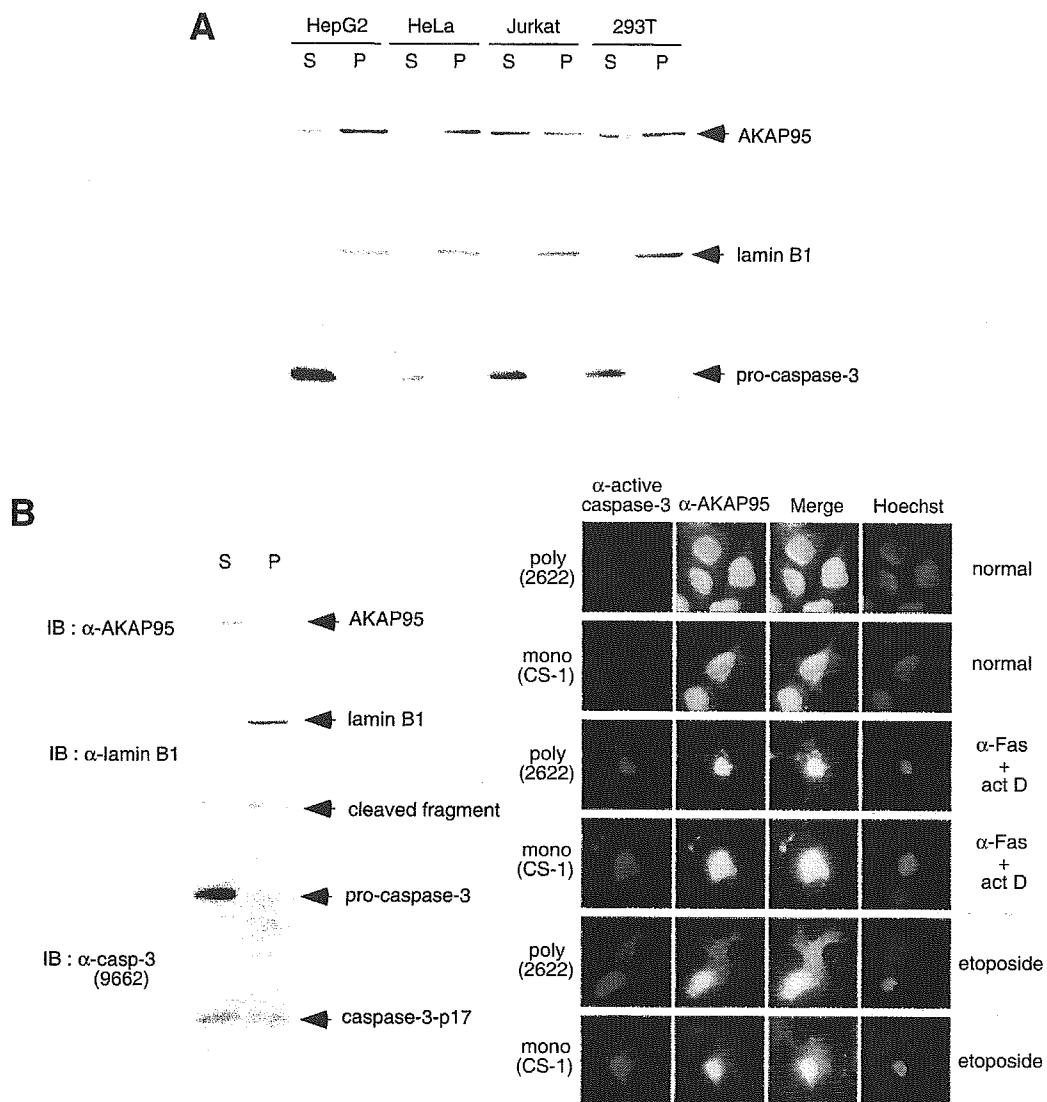 A
HepG2 HeLa Jurkat 293T
S P S P S P S P
AKAP95
lamin B1
pro-caspase-3
B
S P
IB : α-AKAP95
AKAP95
lamin B1
IB : α-lamin B1
cleaved fragment
pro-caspase-3
IB : α-casp-3
(9662)
caspase-3-p17
α-active
caspase-3 α-AKAP95 Merge Hoechst
poly
(2622)
normal
mono
(CS-1)
normal
poly
(2622)
α-Fas
+
act D
mono
(CS-1)
α-Fas
+
act D
poly
(2622)
etoposide
mono
(CS-1)
etoposide